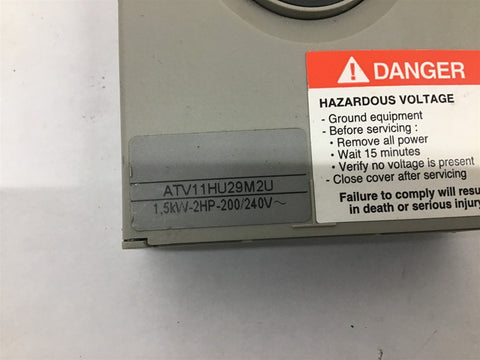 DANGER
HAZARDOUS VOLTAGE
- Ground equipment
- Before servicing :
• Remove all power
• Wait 15 minutes
• Verify no voltage is present
- Close cover after servicing
Failure to comply will resu
in death or serious injury
ATV11HU29M2U
1,5kW-2HP-200/240V~